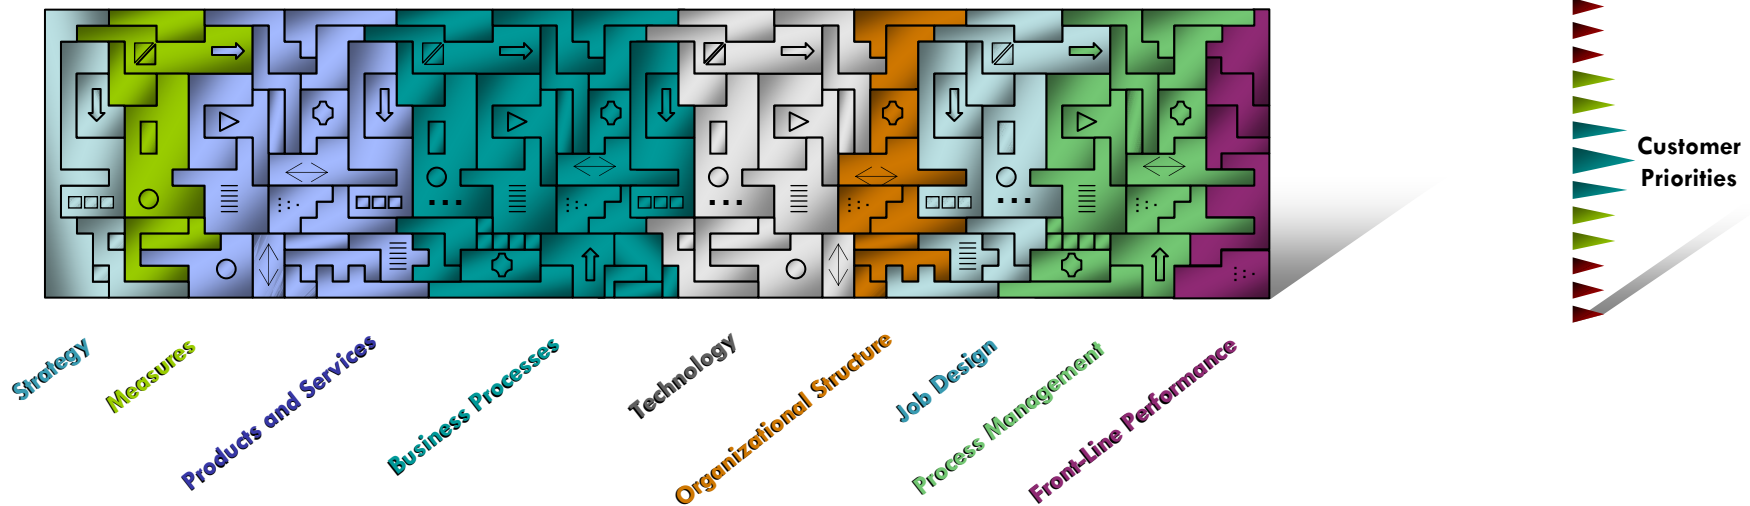 Customer
Priorities
Strategy
Measures
Products and Services
Business Processes
Technology
Organizational Structure
Job Design
Process Management
Front-Line Performance